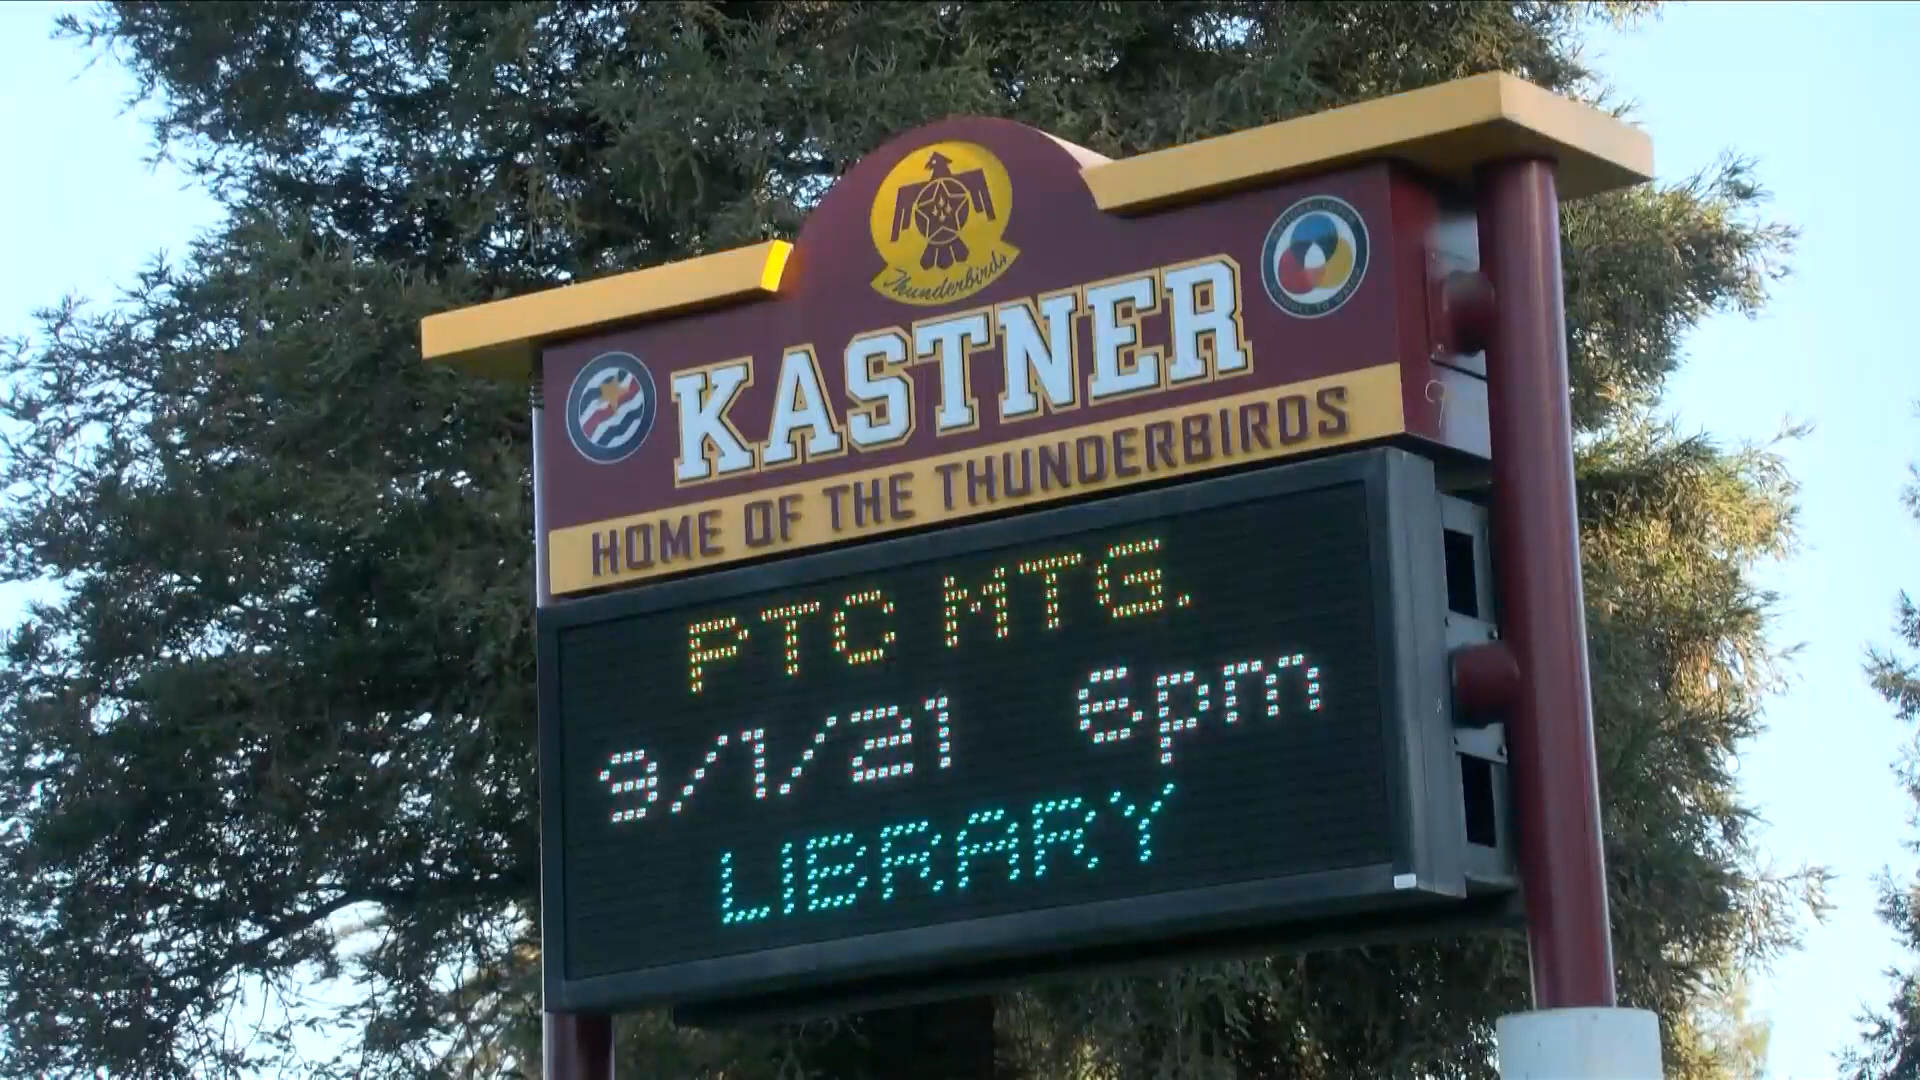 Thunderbirds
KASTNER
HOME OF THE THUNDERBIRDS
PTC MTG.
9/1/21 6pm
LIBRARY